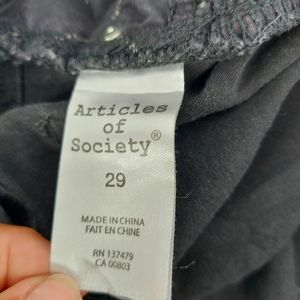 Articles
of
Society®
29
MADE IN CHINA
FAIT EN CHINE
RN 137479
CA 00803